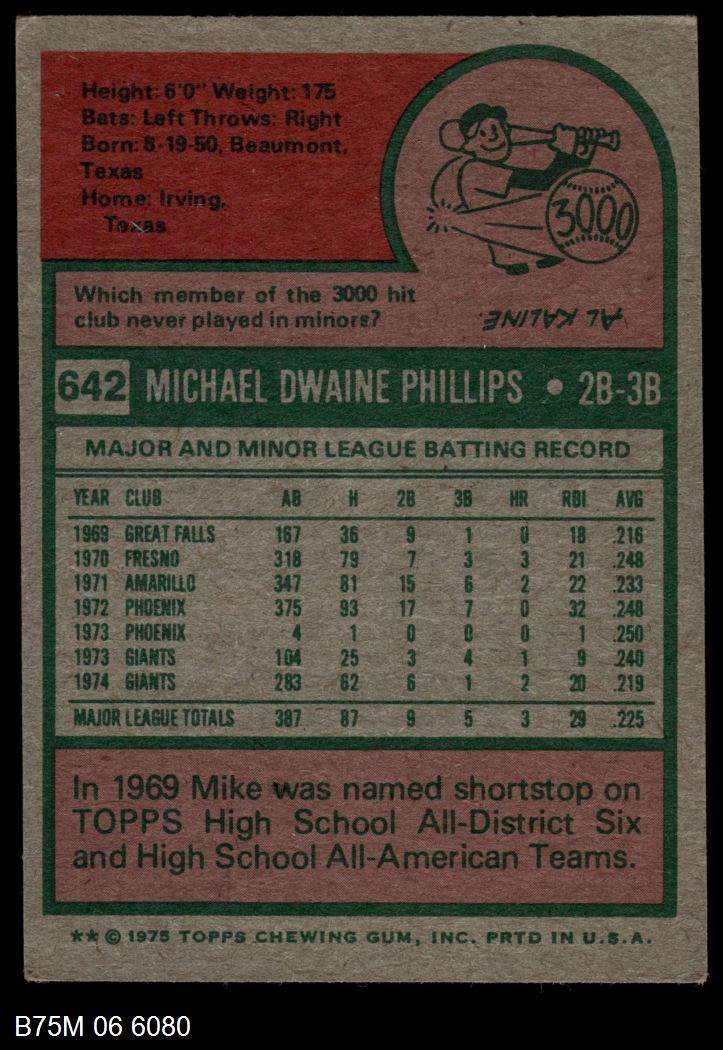 Height: 6'0" Weight: 175
Bats: Left Throws: Right
Born: 8-19-50, Beaumont,
Texas
Home: Irving,
Texas
3000
Which member of the 3000 hit
club never played in minors?
AL KALINE.
642 MICHAEL DWAINE PHILLIPS • 2B-3B
MAJOR AND MINOR LEAGUE BATTING RECORD
YEAR CLUB AB H 2B 3B HR RBI AVG
1969 GREAT FALLS 167 36 9 1 0 18 .216
1970 FRESNO 318 79 7 3 3 21 .248
1971 AMARILLO 347 81 15 6 2 22 .233
1972 PHOENIX 375 93 17 7 0 32 .248
1973 PHOENIX 4 1 0 0 0 1 .250
1973 GIANTS 104 25 3 4 1 9 .240
1974 GIANTS 283 62 6 1 2 20 .219
MAJOR LEAGUE TOTALS 387 87 9 5 3 29 .225
In 1969 Mike was named shortstop on
TOPPS High School All-District Six
and High School All-American Teams.
** © 1975 TOPPS CHEWING GUM, INC. PRTD IN U.S.A.
B75M 06 6080